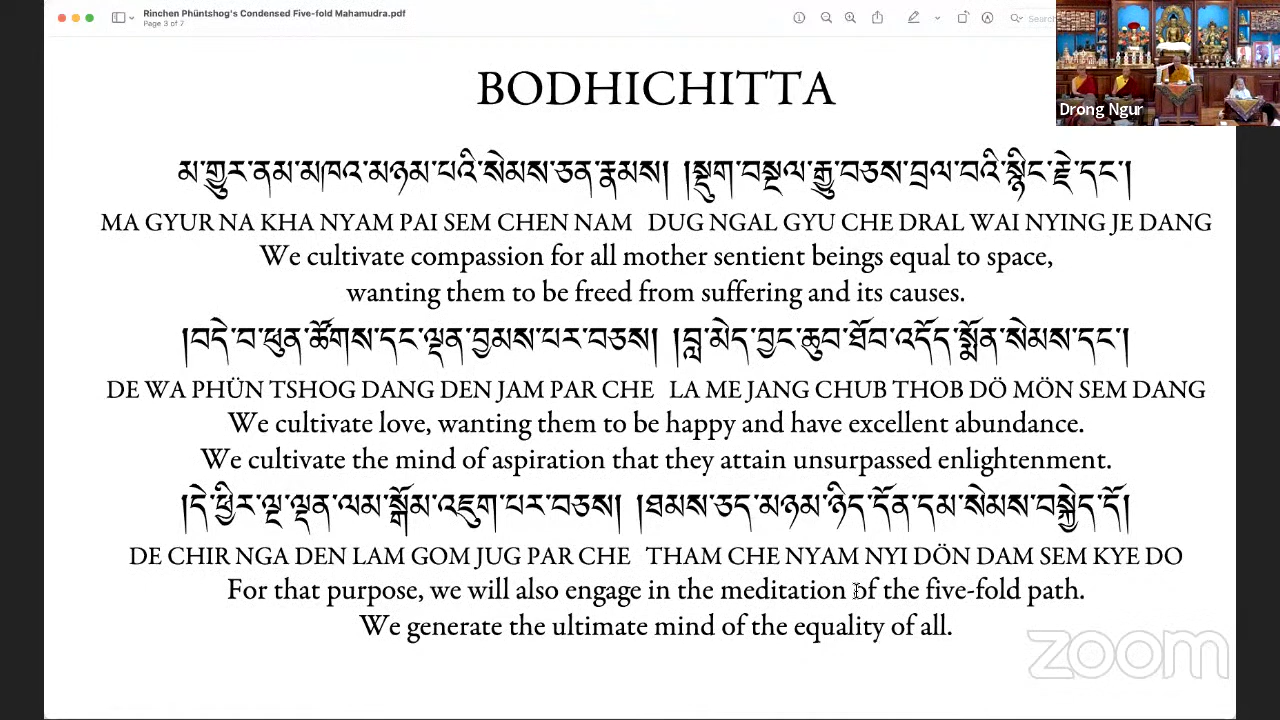 Rinchen Phüntshog's Condensed Five-fold Mahamudra.pdf
Page 3 of 7
Search
Drong Ngur
BODHICHITTA
མ་གྱུར་ནམ་མཁའ་མཉམ་པའི་སེམས་ཅན་རྣམས། །སྡུག་བསྔལ་རྒྱུ་བཅས་བྲལ་བའི་སྙིང་རྗེ་དང་།
MA GYUR NA KHA NYAM PAI SEM CHEN NAM DUG NGAL GYU CHE DRAL WAI NYING JE DANG
We cultivate compassion for all mother sentient beings equal to space,
wanting them to be freed from suffering and its causes.
།བདེ་བ་ཕུན་ཚོགས་དང་ལྡན་བྱམས་པར་བཅས། །བླ་མེད་བྱང་ཆུབ་ཐོབ་འདོད་སྨོན་སེམས་དང་།
DE WA PHÜN TSHOG DANG DEN JAM PAR CHE LA ME JANG CHUB THOB DÖ MÖN SEM DANG
We cultivate love, wanting them to be happy and have excellent abundance.
We cultivate the mind of aspiration that they attain unsurpassed enlightenment.
།དེ་ཕྱིར་ལྔ་ལྡན་ལམ་སྒོམ་འཇུག་པར་བཅས། །ཐམས་ཅད་མཉམ་ཉིད་དོན་དམ་སེམས་བསྐྱེད་དོ།
DE CHIR NGA DEN LAM GOM JUG PAR CHE THAM CHE NYAM NYI DÖN DAM SEM KYE DO
For that purpose, we will also engage in the meditation of the five-fold path.
We generate the ultimate mind of the equality of all.
zoom